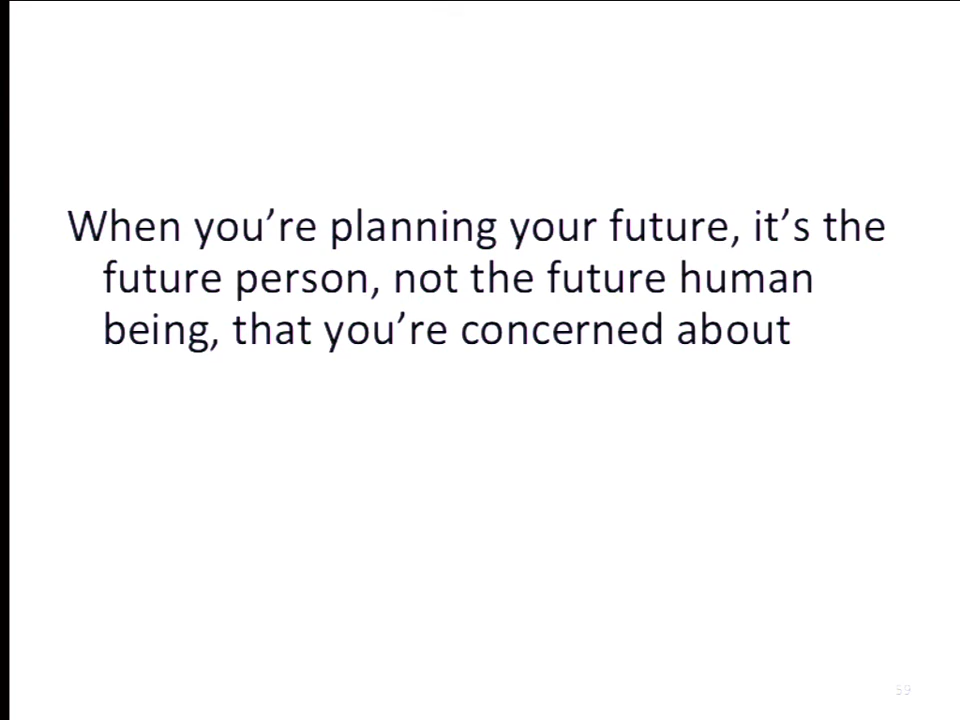 When you’re planning your future, it’s the
future person, not the future human
being, that you’re concerned about
59